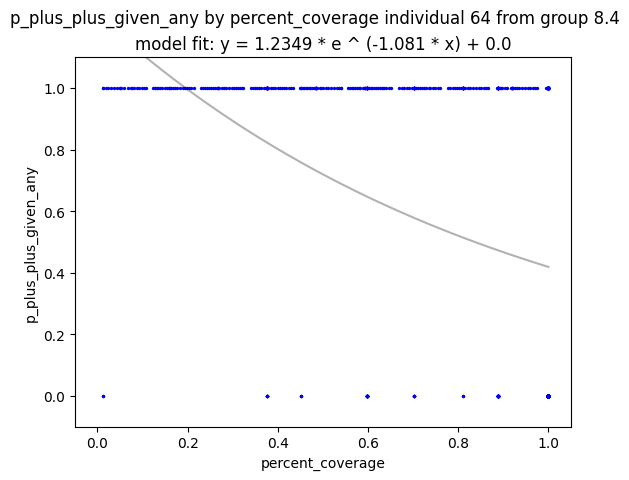 p_plus_plus_given_any by percent_coverage individual 64 from group 8.4
model fit: y = 1.2349 * e ^ (-1.081 * x) + 0.0
1.0
0.8
0.6
0.4
0.2
0.0
p_plus_plus_given_any
0.0 0.2 0.4 0.6 0.8 1.0
percent_coverage